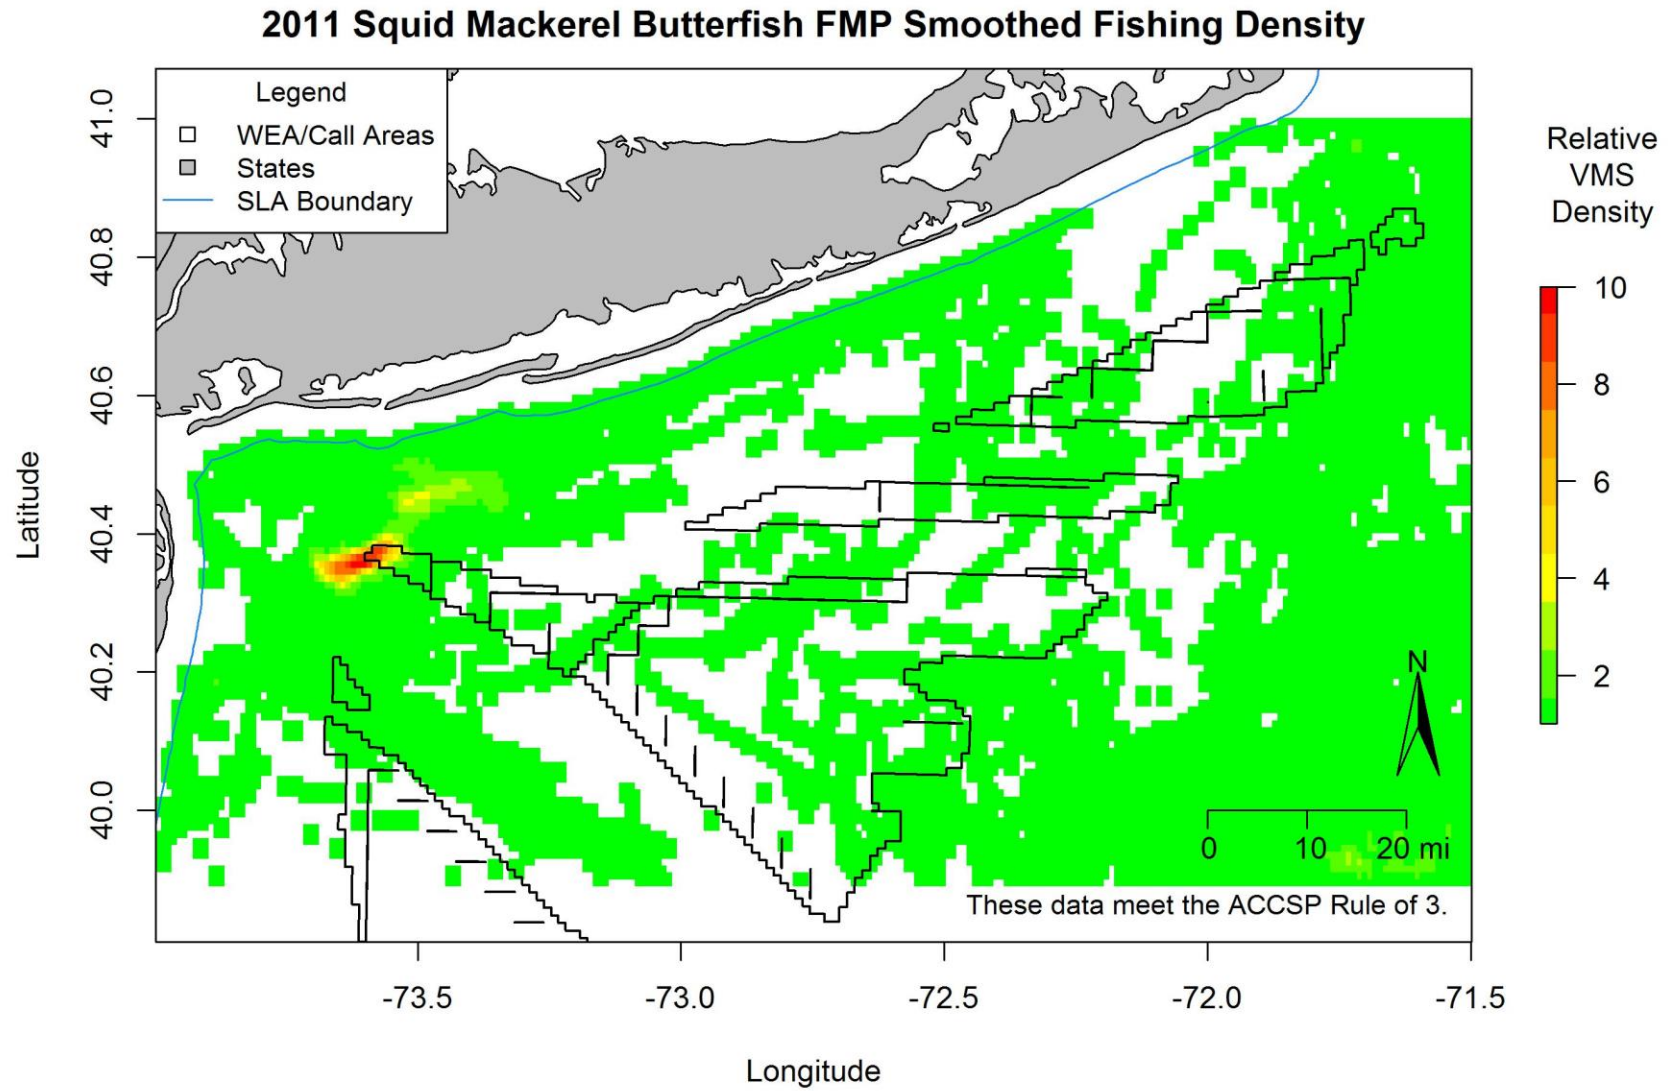 2011 Squid Mackerel Butterfish FMP Smoothed Fishing Density
Legend
WEA/Call Areas
States
SLA Boundary
Relative
VMS
Density
10
8
6
4
2
Latitude
41.0
40.8
40.6
40.4
40.2
40.0
N
0 10 20 mi
These data meet the ACCSP Rule of 3.
-73.5 -73.0 -72.5 -72.0 -71.5
Longitude